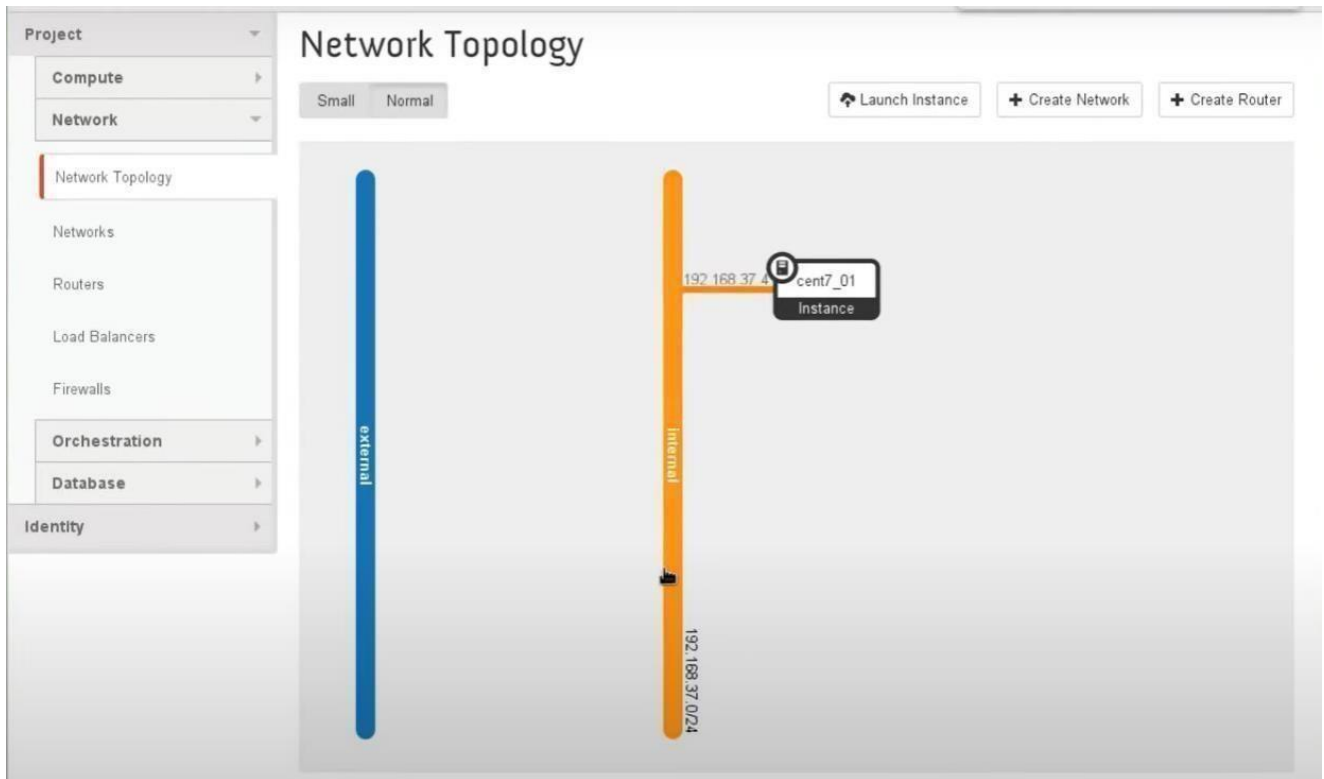 Project
Compute
Network
Network Topology
Networks
Routers
Load Balancers
Firewalls
Orchestration
Database
Identity
Network Topology
Small Normal
Launch Instance + Create Network + Create Router
external
internal
192.168.37.0/24
192.168.37.4
cent7_01
Instance